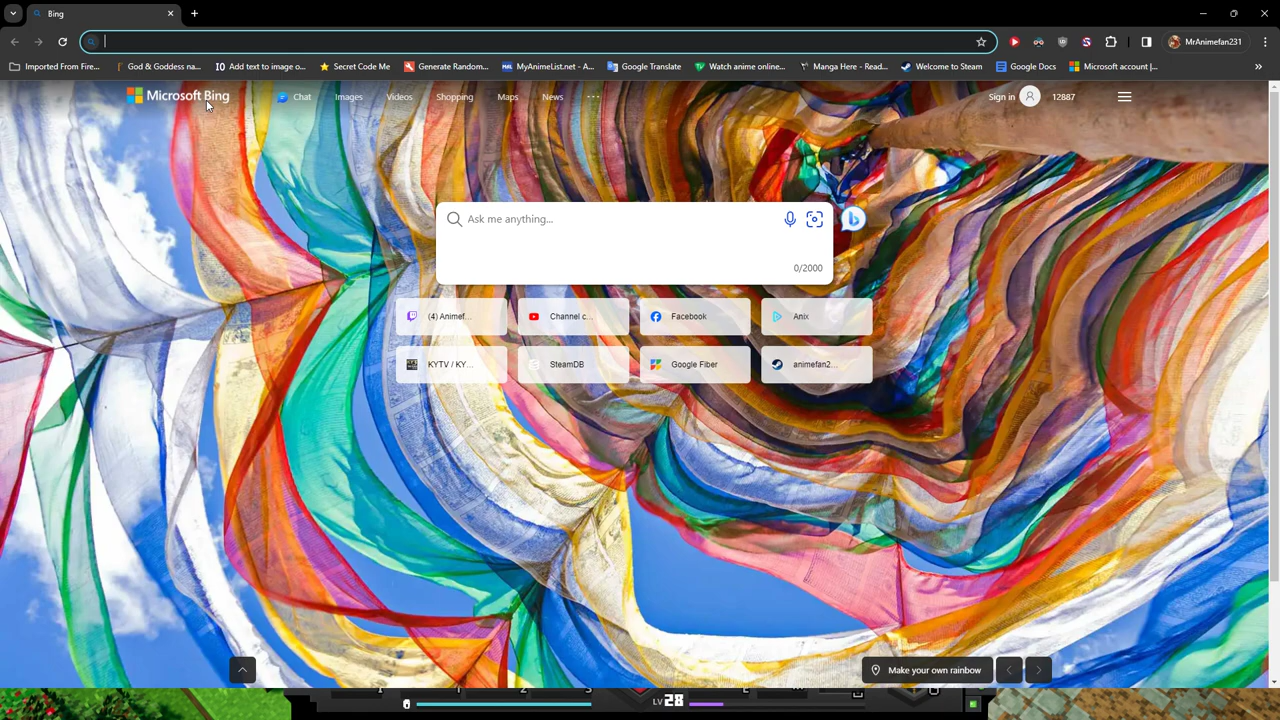 Bing
MrAnimefan231
Imported From Fire...
God & Goddess na...
Add text to image o...
Secret Code Me
Generate Random...
MyAnimeList.net - A...
Google Translate
Watch anime online...
Manga Here - Read...
Welcome to Steam
Google Docs
Microsoft account |...
»
Microsoft Bing
Chat
Images
Videos
Shopping
Maps
News
...
Sign in
12887
Ask me anything...
0/2000
(4) Animef...
Channel c...
Facebook
Anix
KYTV / KY...
SteamDB
Google Fiber
animefan2...
Make your own rainbow
LV 28